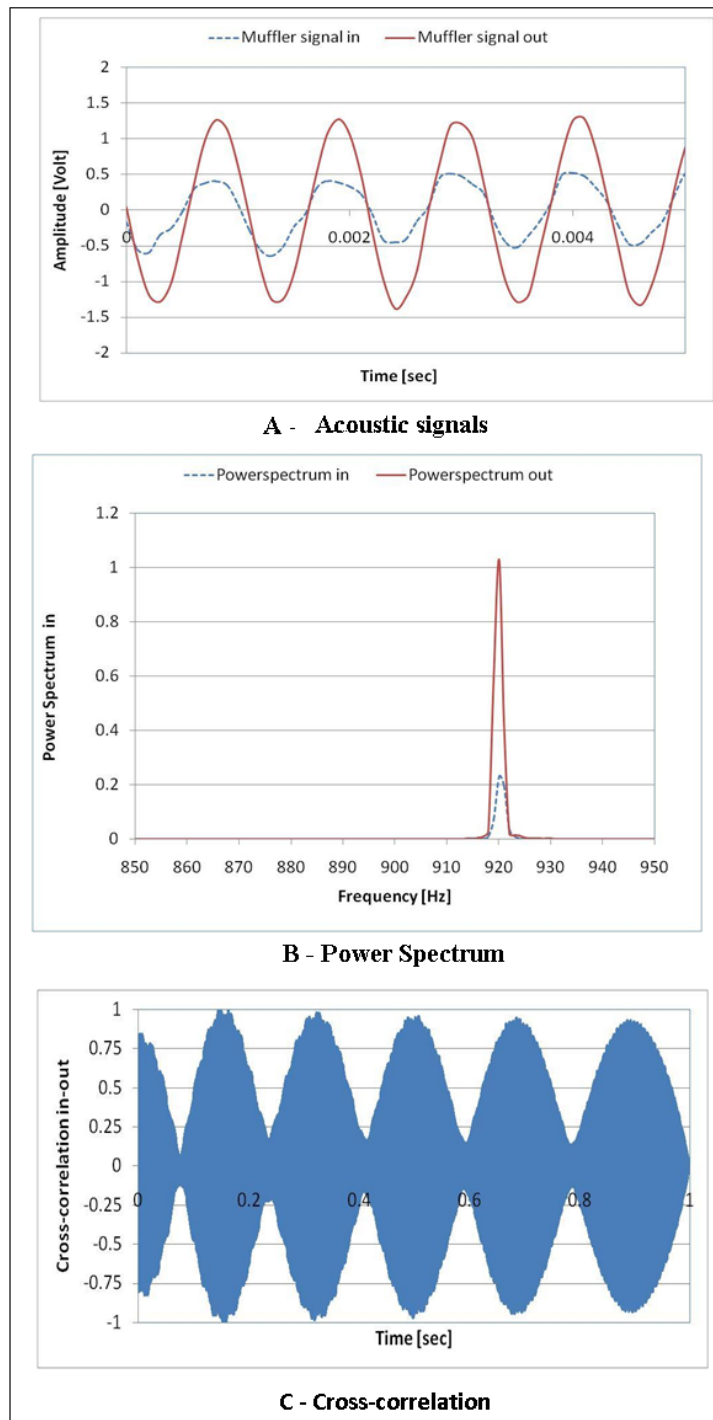 Muffler signal in Muffler signal out
2
1.5
1
0.5
0
-0.5
-1
-1.5
-2
0 0.002 0.004
Amplitude [Volt]
Time [sec]
A - Acoustic signals
Powerspectrum in Powerspectrum out
1.2
1
0.8
0.6
0.4
0.2
0
850 860 870 880 890 900 910 920 930 940 950
Power Spectrum in
Frequency [Hz]
B - Power Spectrum
1
0.75
0.5
0.25
0
-0.25
-0.5
-0.75
-1
0 0.2 0.4 0.6 0.8 1
Cross-correlation in-out
Time [sec]
C - Cross-correlation